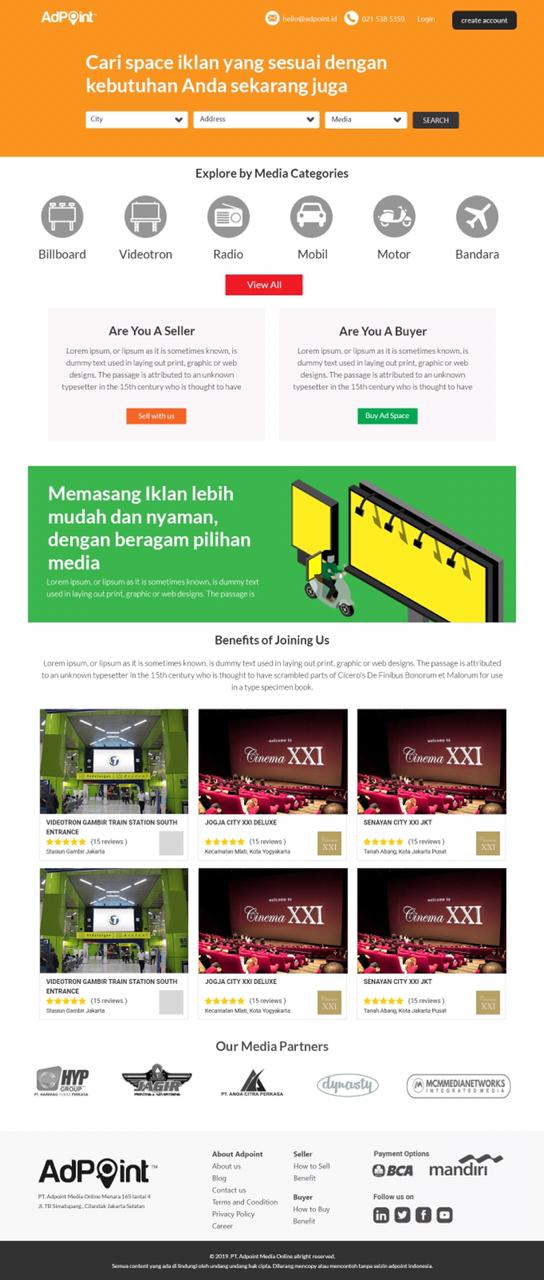 AdPoint
hello@adpoint.id
021 538 5359
Login
create account
Cari space iklan yang sesuai dengan
kebutuhan Anda sekarang juga
City
Address
Media
SEARCH
Explore by Media Categories
Billboard
Videotron
Radio
Mobil
Motor
Bandara
View All
Are You A Seller
Lorem ipsum, or lipsum as it is sometimes known, is
dummy text used in laying out print, graphic or web
designs. The passage is attributed to an unknown
typesetter in the 15th century who is thought to have
Sell with us
Are You A Buyer
Lorem ipsum, or lipsum as it is sometimes known, is
dummy text used in laying out print, graphic or web
designs. The passage is attributed to an unknown
typesetter in the 15th century who is thought to have
Buy Ad Space
Memasang Iklan lebih
mudah dan nyaman,
dengan beragam pilihan
media
Lorem ipsum, or lipsum as it is sometimes known, is dummy text
used in laying out print, graphic or web designs. The passage is
Benefits of Joining Us
Lorem ipsum, or lipsum as it is sometimes known, is dummy text used in laying out print, graphic or web designs. The passage is attributed
to an unknown typesetter in the 15th century who is thought to have scrambled parts of Cicero's De Finibus Bonorum et Malorum for use
in a type specimen book.
welcome to
Cinema XXI
welcome to
Cinema XXI
VIDEOTRON GAMBIR TRAIN STATION SOUTH
ENTRANCE
(15 reviews )
Stasiun Gambir Jakarta
JOGJA CITY XXI DELUXE
(15 reviews )
Kecamatan Mlati, Kota Yogyakarta
SENAYAN CITY XXI JKT
(15 reviews )
Tanah Abang, Kota Jakarta Pusat
welcome to
Cinema XXI
welcome to
Cinema XXI
VIDEOTRON GAMBIR TRAIN STATION SOUTH
ENTRANCE
(15 reviews )
Stasiun Gambir Jakarta
JOGJA CITY XXI DELUXE
(15 reviews )
Kecamatan Mlati, Kota Yogyakarta
SENAYAN CITY XXI JKT
(15 reviews )
Tanah Abang, Kota Jakarta Pusat
Our Media Partners
HYP
GROUP
JAGIR
PRINTING & ADVERTISING
PT. ANDA CITRA PERKASA
dynasty
MCMMEDIANETWORKS
INTEGRATED MEDIA
AdPoint™
PT. Adpoint Media Online Menara 165 lantai 4
Jl. TB Simatupang , Cilandak Jakarta Selatan
About Adpoint
About us
Blog
Contact us
Terms and Condition
Privacy Policy
Career
Seller
How to Sell
Benefit
Buyer
How to Buy
Benefit
Payment Options
BCA
mandiri
Follow us on
© 2019. PT. Adpoint Media Online allright reserved.
Semua content yang ada di lindungi oleh undang undang hak cipta. Dilarang mencopy atau mencontoh tanpa seizin adpoint indonesia.